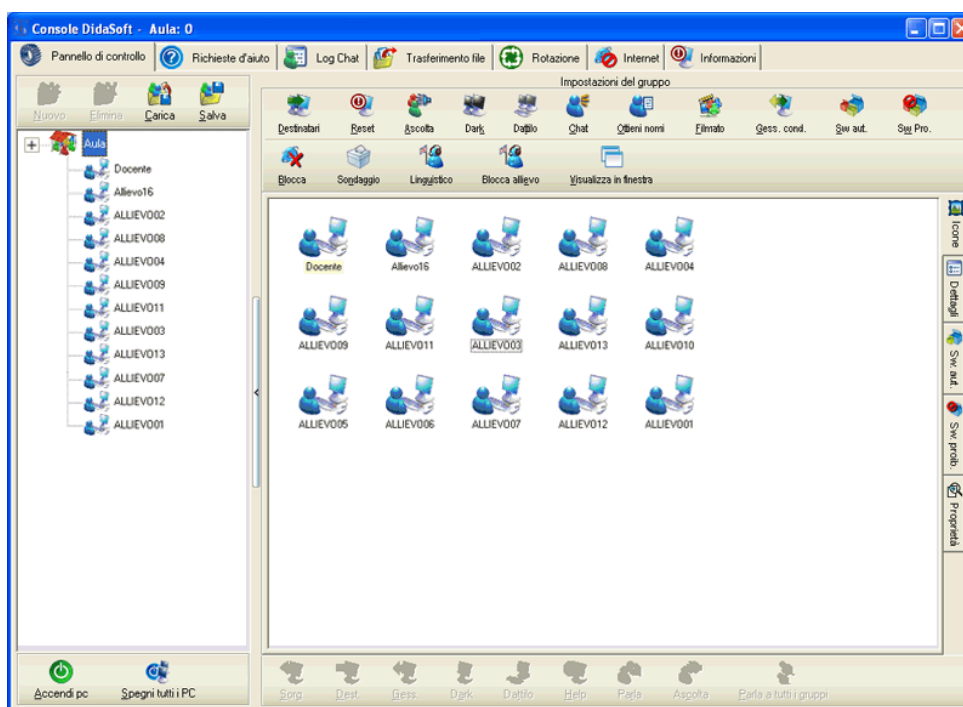 Console DidaSoft - Aula: 0
Pannello di controllo Richieste d'aiuto Log Chat Trasferimento file Rotazione Internet Informazioni
Impostazioni del gruppo
Nuovo Elimina Carica Salva
Destinatari Reset Ascolta Dark Dattilo Chat Ottieni nomi Filmato Gess. cond. Sw aut. Sw Pro.
Blocca Sondaggio Linguistico Blocca allievo Visualizza in finestra
Aula
Docente
Allievo16
ALLIEVO02
ALLIEVO08
ALLIEVO04
ALLIEVO09
ALLIEVO11
ALLIEVO03
ALLIEVO13
ALLIEVO07
ALLIEVO12
ALLIEVO01
Docente Allievo16 ALLIEVO02 ALLIEVO08 ALLIEVO04
ALLIEVO09 ALLIEVO11 ALLIEVO03 ALLIEVO13 ALLIEVO10
ALLIEVO05 ALLIEVO06 ALLIEVO07 ALLIEVO12 ALLIEVO01
Icone
Dettagli
Sw. aut.
Sw. proib.
Proprietà
Accendi pc Spegni tutti i PC
Sorg. Dest. Gess. Dark Dattilo Help Parla Ascolta Parla a tutti i gruppi